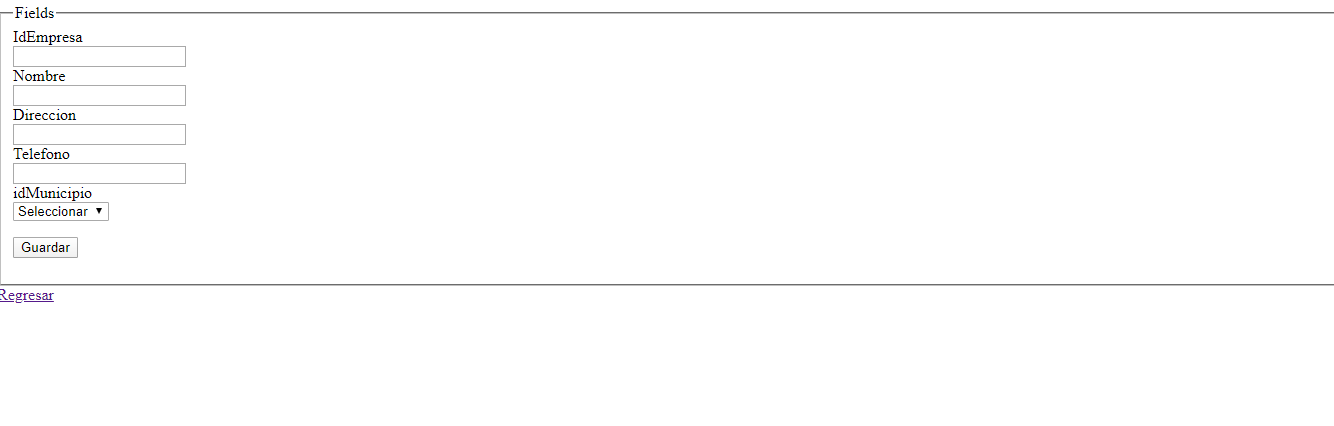 Fields
IdEmpresa
Nombre
Direccion
Telefono
idMunicipio
Seleccionar
Guardar
Regresar